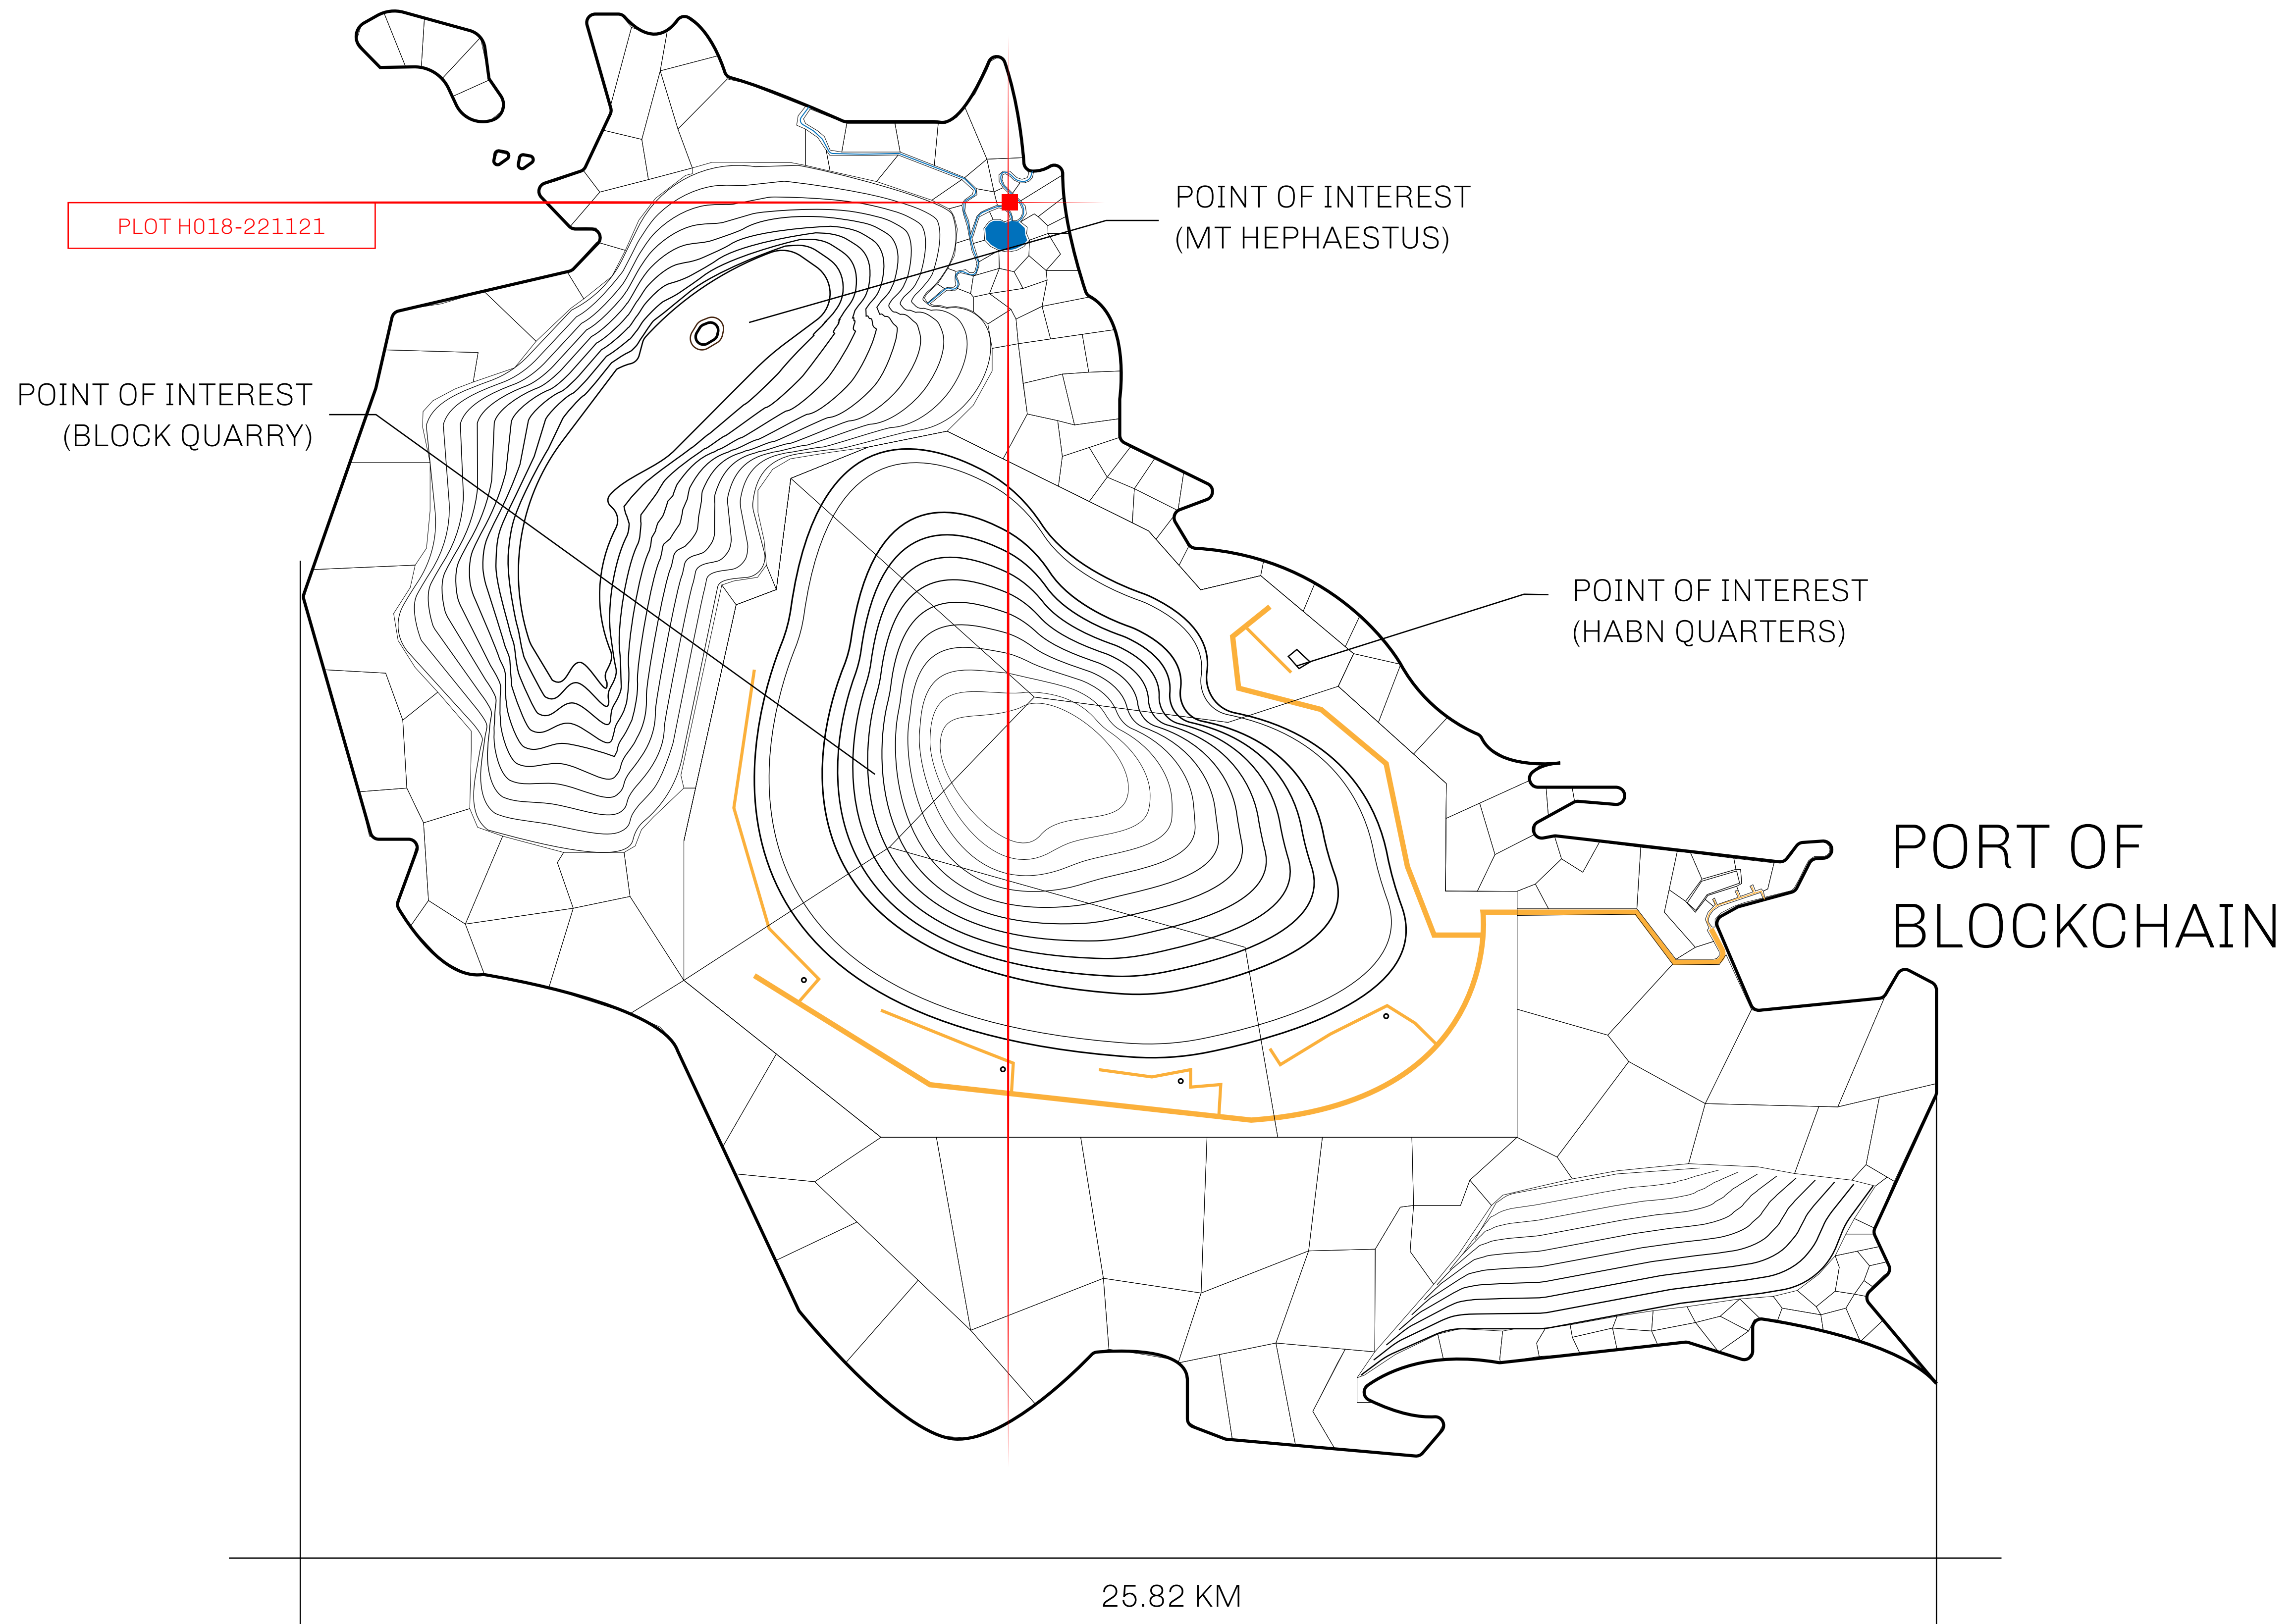 POINT OF INTEREST
(MT HEPHAESTUS)
PLOT H018-221121
POINT OF INTEREST
(BLOCK QUARRY)
POINT OF INTEREST
(HABN QUARTERS)
PORT OF
BLOCKCHAIN
25.82 KM